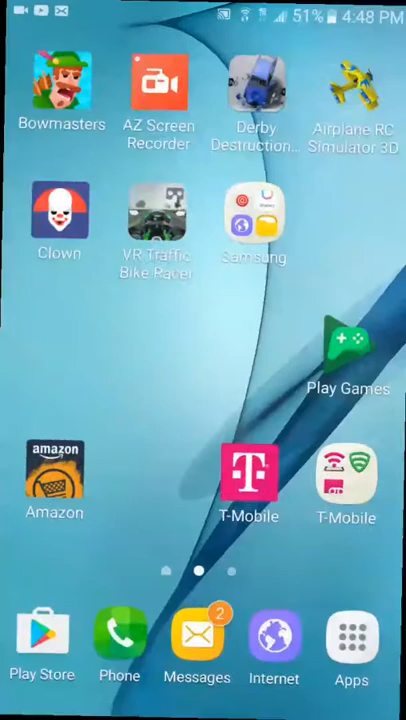 51% 4:48 PM
Bowmasters
AZ Screen
Recorder
Derby
Destruction...
Airplane RC
Simulator 3D
Clown
VR Traffic
Bike Racer
Samsung
Play Games
amazon
Amazon
T
T-Mobile
T-Mobile
2
Play Store
Phone
Messages
Internet
Apps